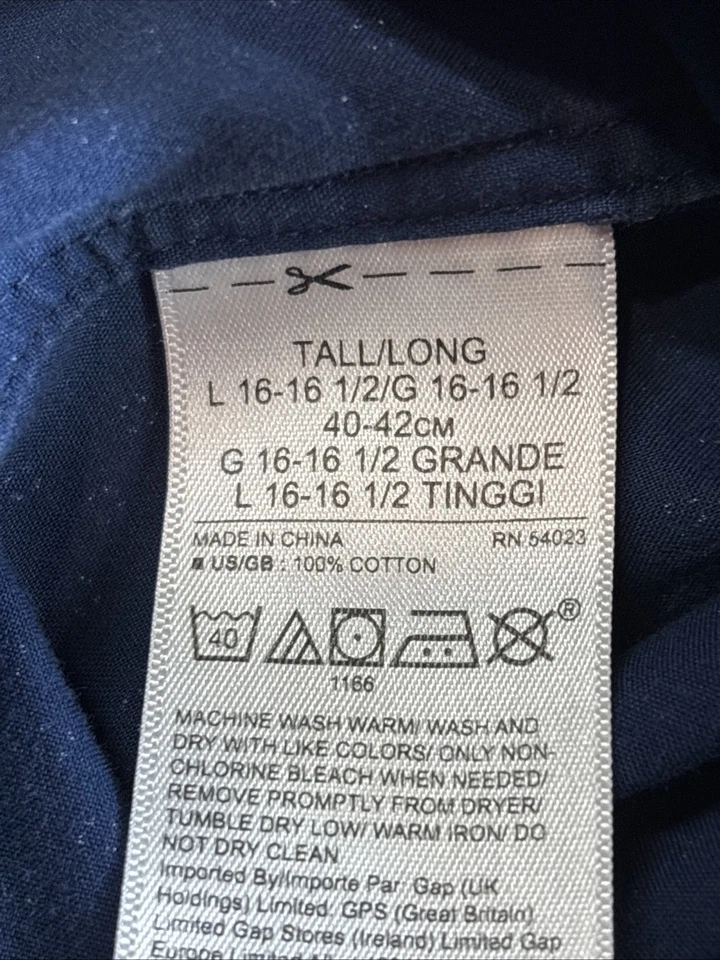 TALL/LONG
L 16-16 1/2/G 16-16 1/2
40-42CM
G 16-16 1/2 GRANDE
L 16-16 1/2 TINGGI
MADE IN CHINA RN 54023
US/GB : 100% COTTON
40 ®
1166
MACHINE WASH WARM/ WASH AND
DRY WITH LIKE COLORS/ ONLY NON-
CHLORINE BLEACH WHEN NEEDED/
REMOVE PROMPTLY FROM DRYER/
TUMBLE DRY LOW/ WARM IRON/ DO
NOT DRY CLEAN
Imported By/Importe Par Gap (UK
Holdings) Limited. GPS (Great Britain)
Limited Gap Stores (Ireland) Limited Gap
Europe Limited